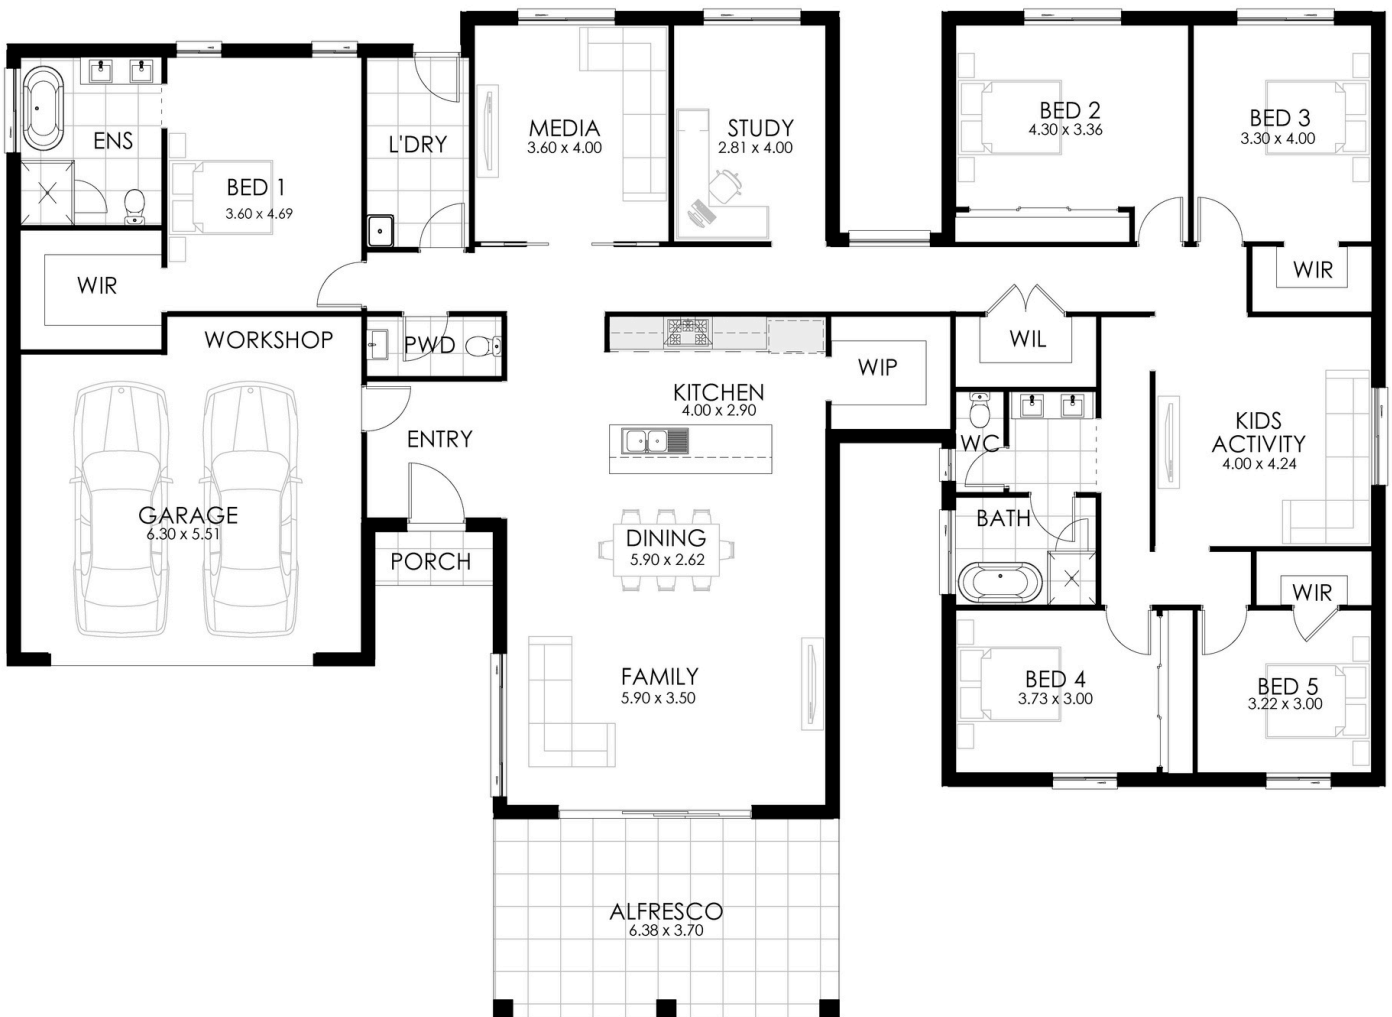 ENS
BED 1
3.60 x 4.69
WIR
L'DRY
MEDIA
3.60 x 4.00
STUDY
2.81 x 4.00
BED 2
4.30 x 3.36
BED 3
3.30 x 4.00
WIR
WORKSHOP
PWD
WIL
WIP
KITCHEN
4.00 x 2.90
ENTRY
WC
KIDS
ACTIVITY
4.00 x 4.24
GARAGE
6.30 x 5.51
BATH
DINING
5.90 x 2.62
PORCH
WIR
FAMILY
5.90 x 3.50
BED 4
3.73 x 3.00
BED 5
3.22 x 3.00
ALFRESCO
6.38 x 3.70